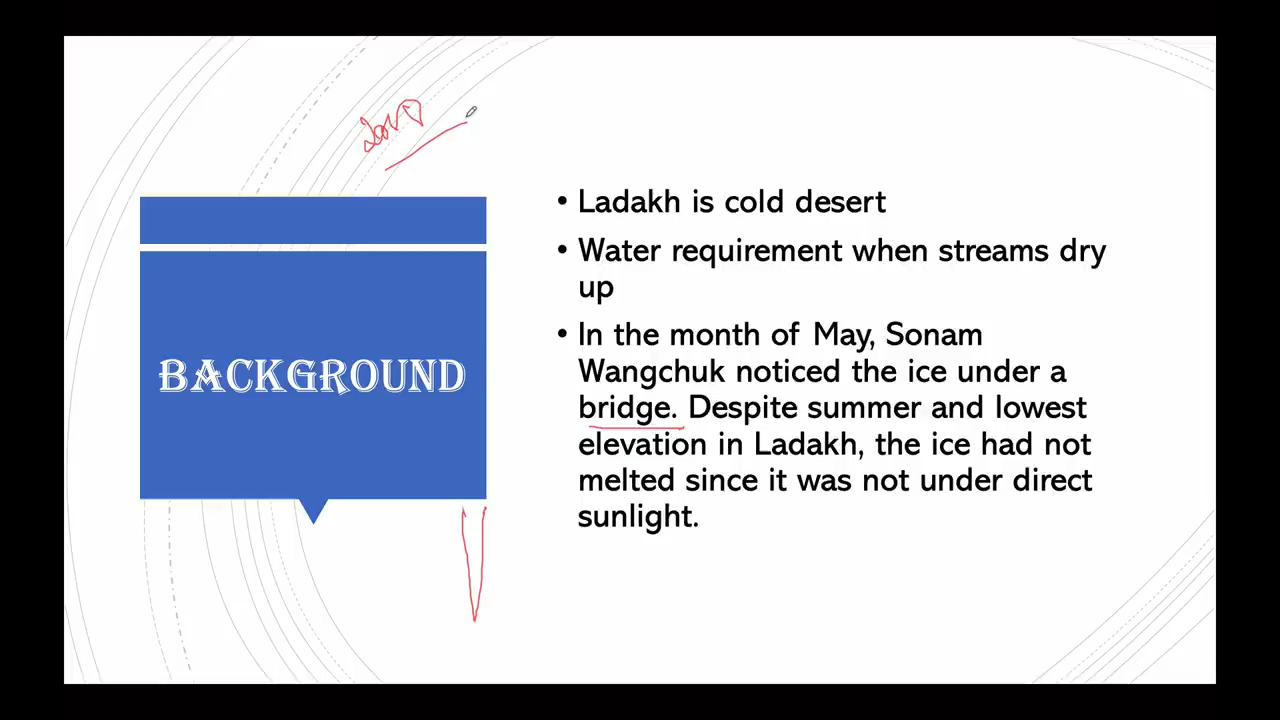 BACKGROUND
• Ladakh is cold desert
• Water requirement when streams dry
up
• In the month of May, Sonam
Wangchuk noticed the ice under a
bridge. Despite summer and lowest
elevation in Ladakh, the ice had not
melted since it was not under direct
sunlight.